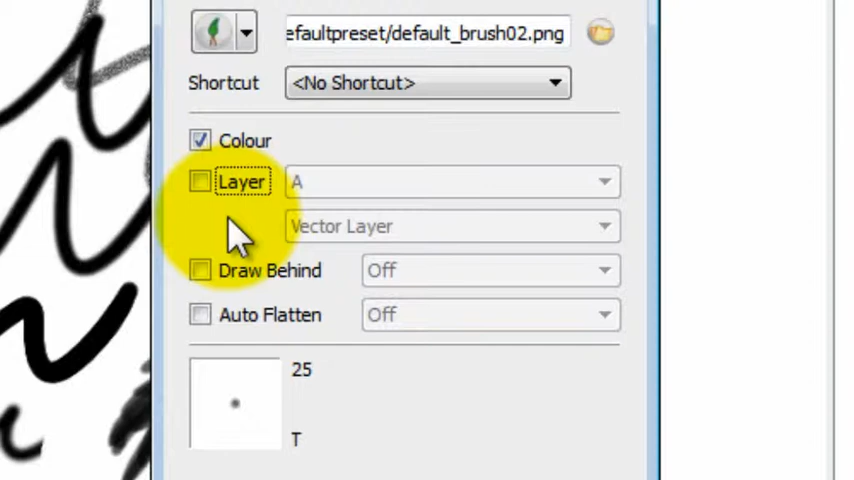 efaultpreset/default_brush02.png
Shortcut <No Shortcut>
Colour
Layer A
Vector Layer
Draw Behind Off
Auto Flatten Off
25
T